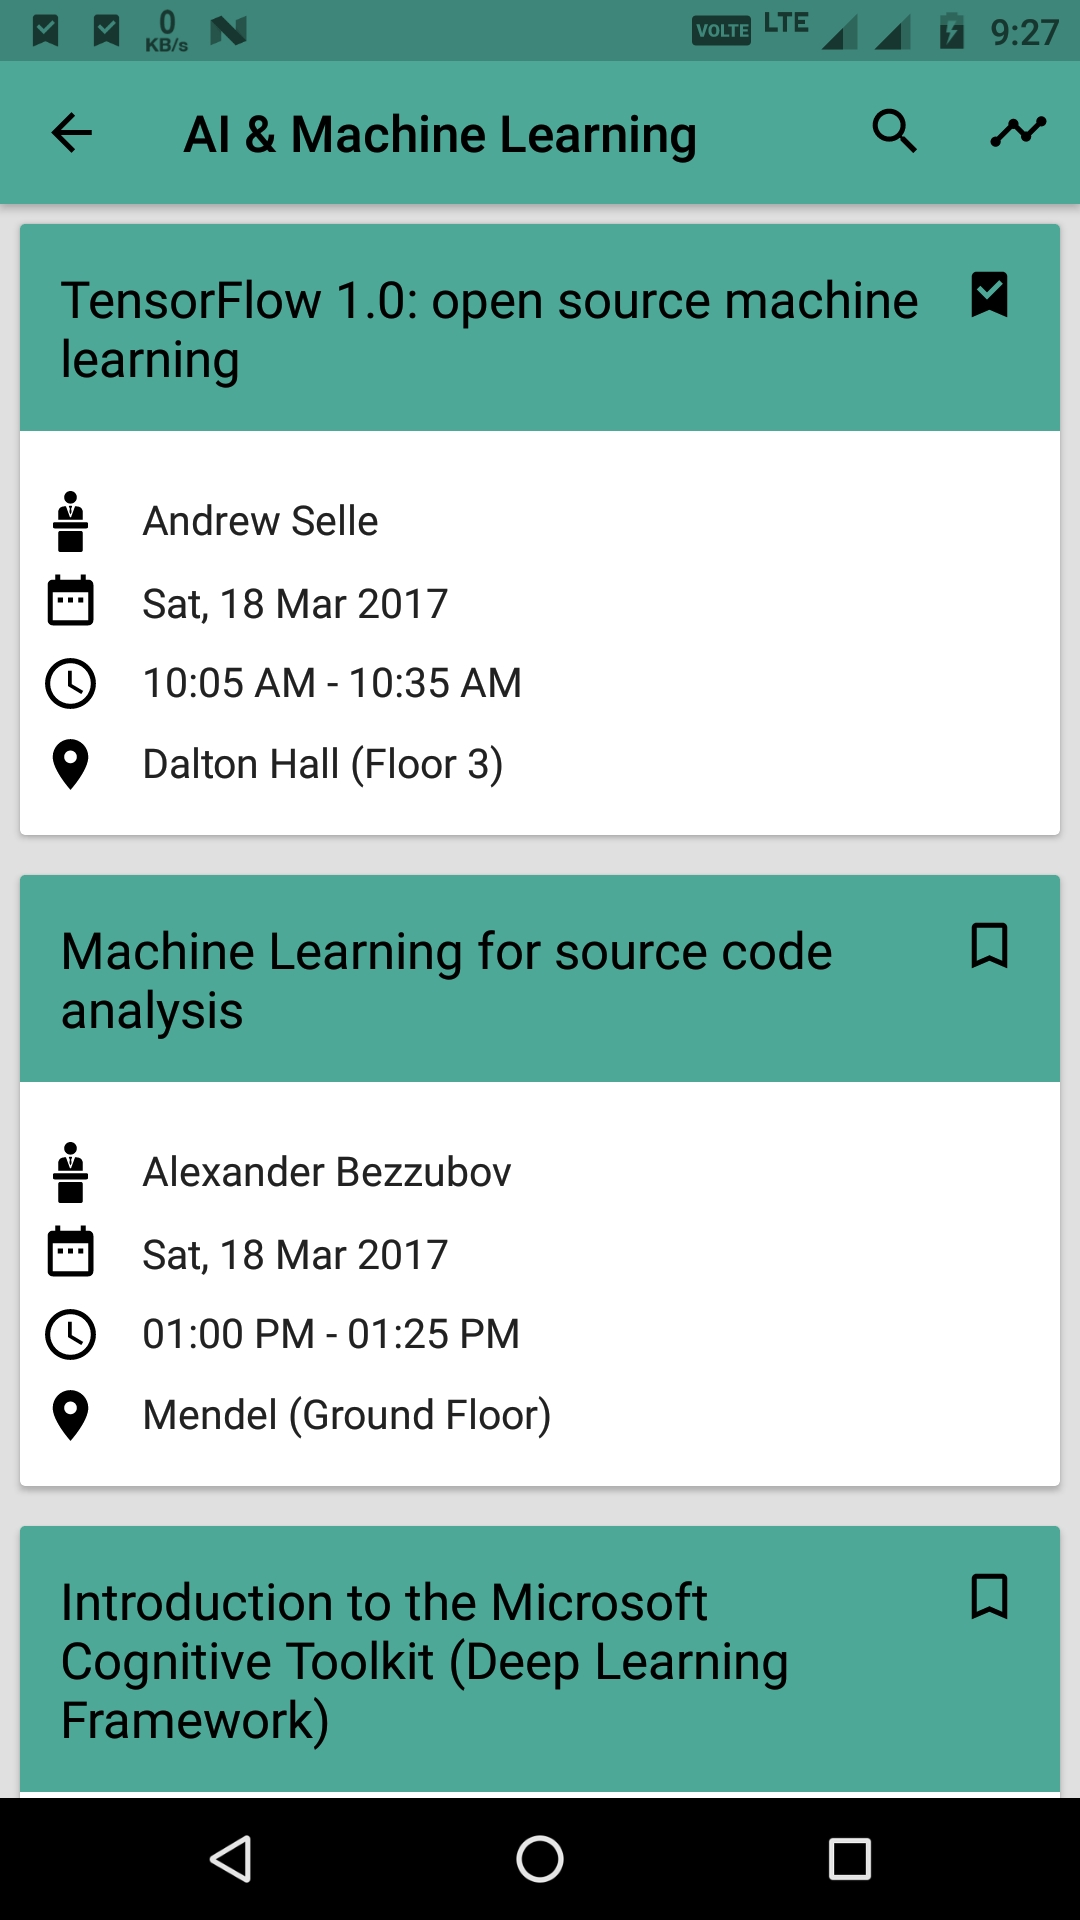 0
KB/s
VOLTE LTE 9:27
AI & Machine Learning
TensorFlow 1.0: open source machine
learning
Andrew Selle
Sat, 18 Mar 2017
10:05 AM - 10:35 AM
Dalton Hall (Floor 3)
Machine Learning for source code
analysis
Alexander Bezzubov
Sat, 18 Mar 2017
01:00 PM - 01:25 PM
Mendel (Ground Floor)
Introduction to the Microsoft
Cognitive Toolkit (Deep Learning
Framework)